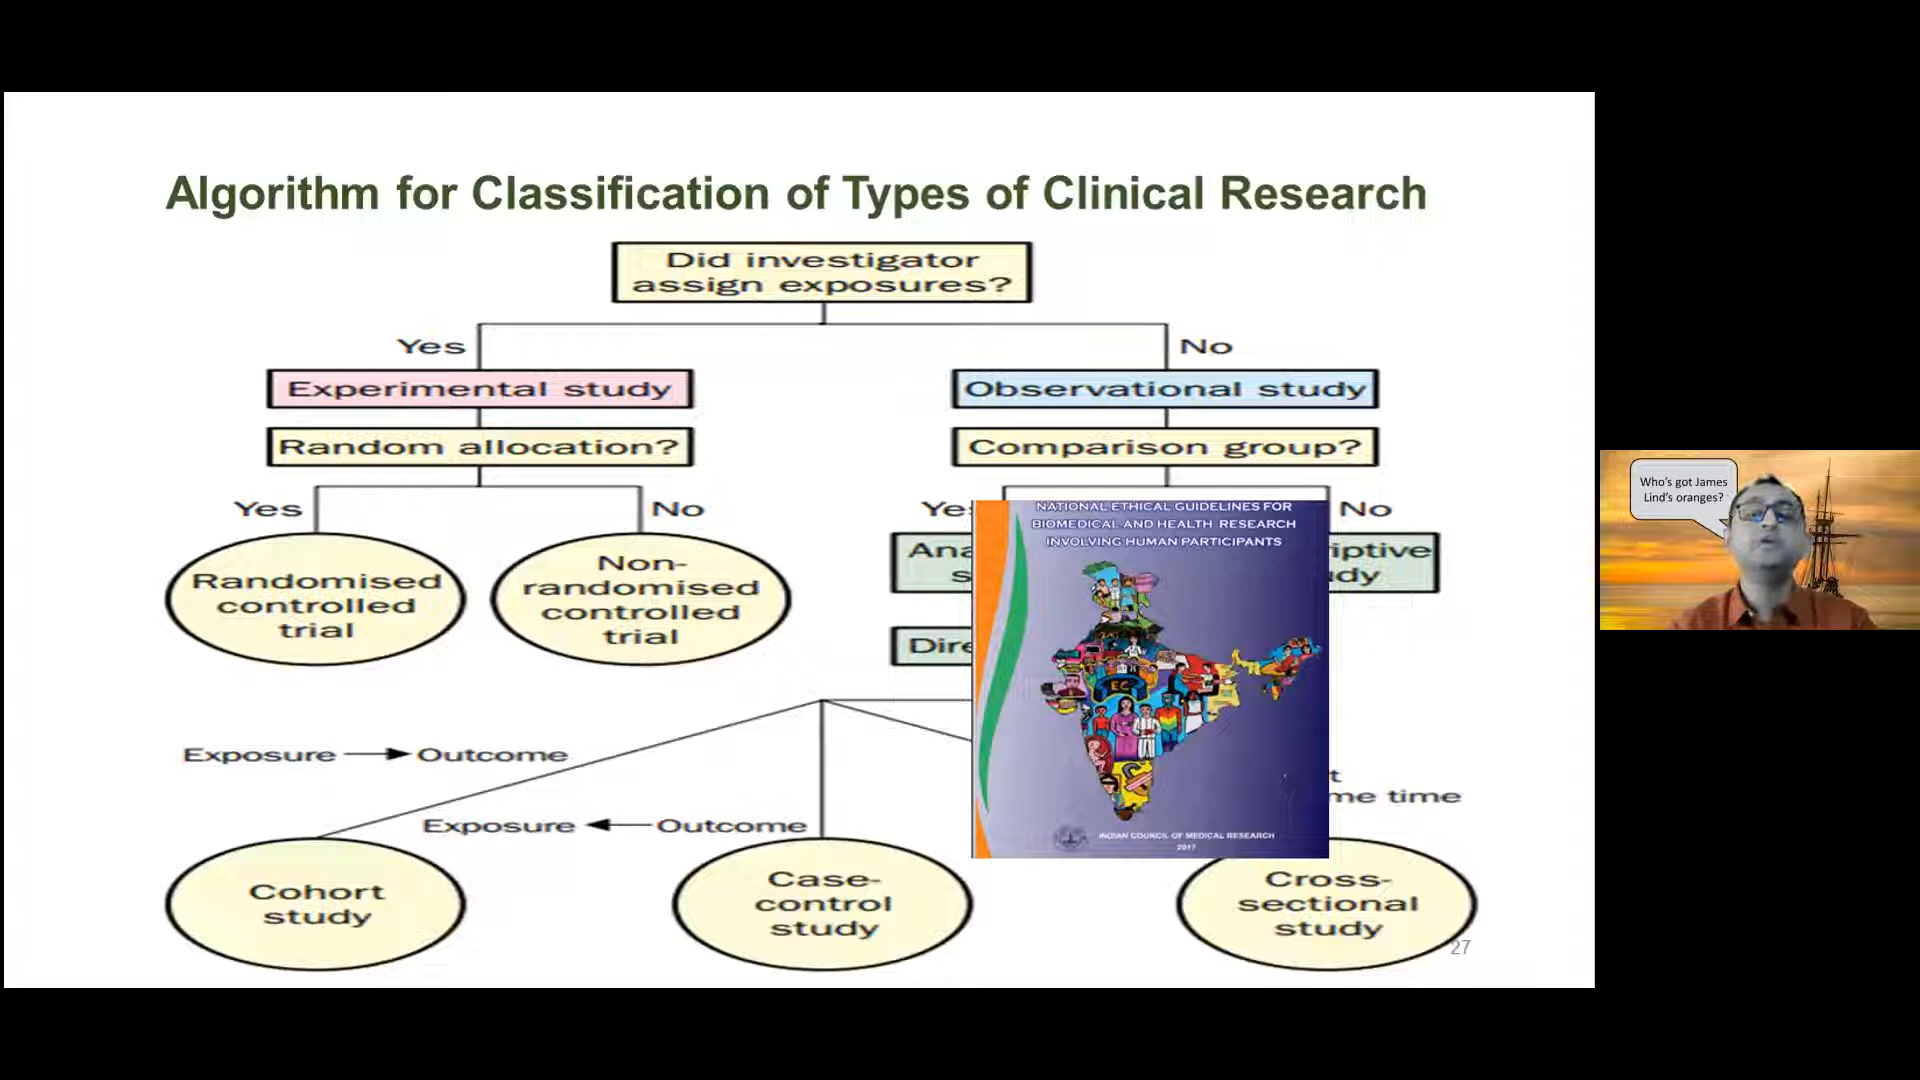 Algorithm for Classification of Types of Clinical Research
Did investigator
assign exposures?
Yes
No
Experimental study
Observational study
Random allocation?
Comparison group?
Yes
No
No
Randomised
controlled
trial
Non-
randomised
controlled
trial
NATIONAL ETHICAL GUIDELINES FOR
BIOMEDICAL AND HEALTH RESEARCH
INVOLVING HUMAN PARTICIPANTS
EC
INDIAN COUNCIL OF MEDICAL RESEARCH
2017
Exposure → Outcome
time
Exposure ← Outcome
Cohort
study
Case-
control
study
Cross-
sectional
study
27
Who's got James
Lind's oranges?